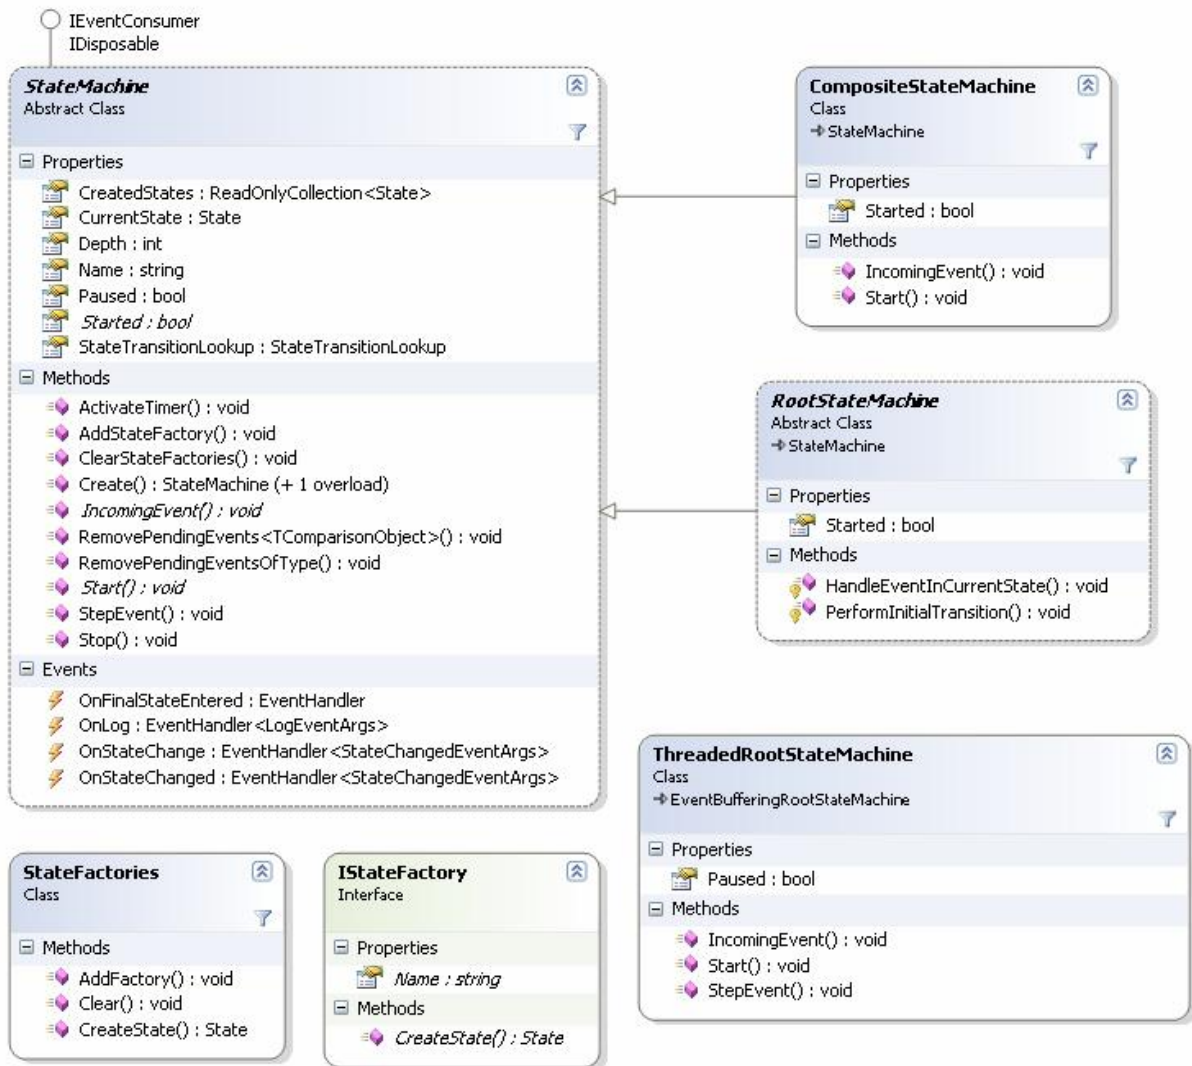 IEventConsumer
IDisposable
StateMachine
Abstract Class
Properties
CreatedStates : ReadOnlyCollection<State>
CurrentState : State
Depth : int
Name : string
Paused : bool
Started : bool
StateTransitionLookup : StateTransitionLookup
Methods
ActivateTimer() : void
AddStateFactory() : void
ClearStateFactories() : void
Create() : StateMachine (+ 1 overload)
IncomingEvent() : void
RemovePendingEvents<TComparisonObject>() : void
RemovePendingEventsOfType() : void
Start() : void
StepEvent() : void
Stop() : void
Events
OnFinalStateEntered : EventHandler
OnLog : EventHandler<LogEventArgs>
OnStateChange : EventHandler<StateChangedEventArgs>
OnStateChanged : EventHandler<StateChangedEventArgs>
CompositeStateMachine
Class
StateMachine
Properties
Started : bool
Methods
IncomingEvent() : void
Start() : void
RootStateMachine
Abstract Class
StateMachine
Properties
Started : bool
Methods
HandleEventInCurrentState() : void
PerformInitialTransition() : void
ThreadedRootStateMachine
Class
EventBufferingRootStateMachine
Properties
Paused : bool
Methods
IncomingEvent() : void
Start() : void
StepEvent() : void
StateFactories
Class
Methods
AddFactory() : void
Clear() : void
CreateState() : State
IStateFactory
Interface
Properties
Name : string
Methods
CreateState() : State